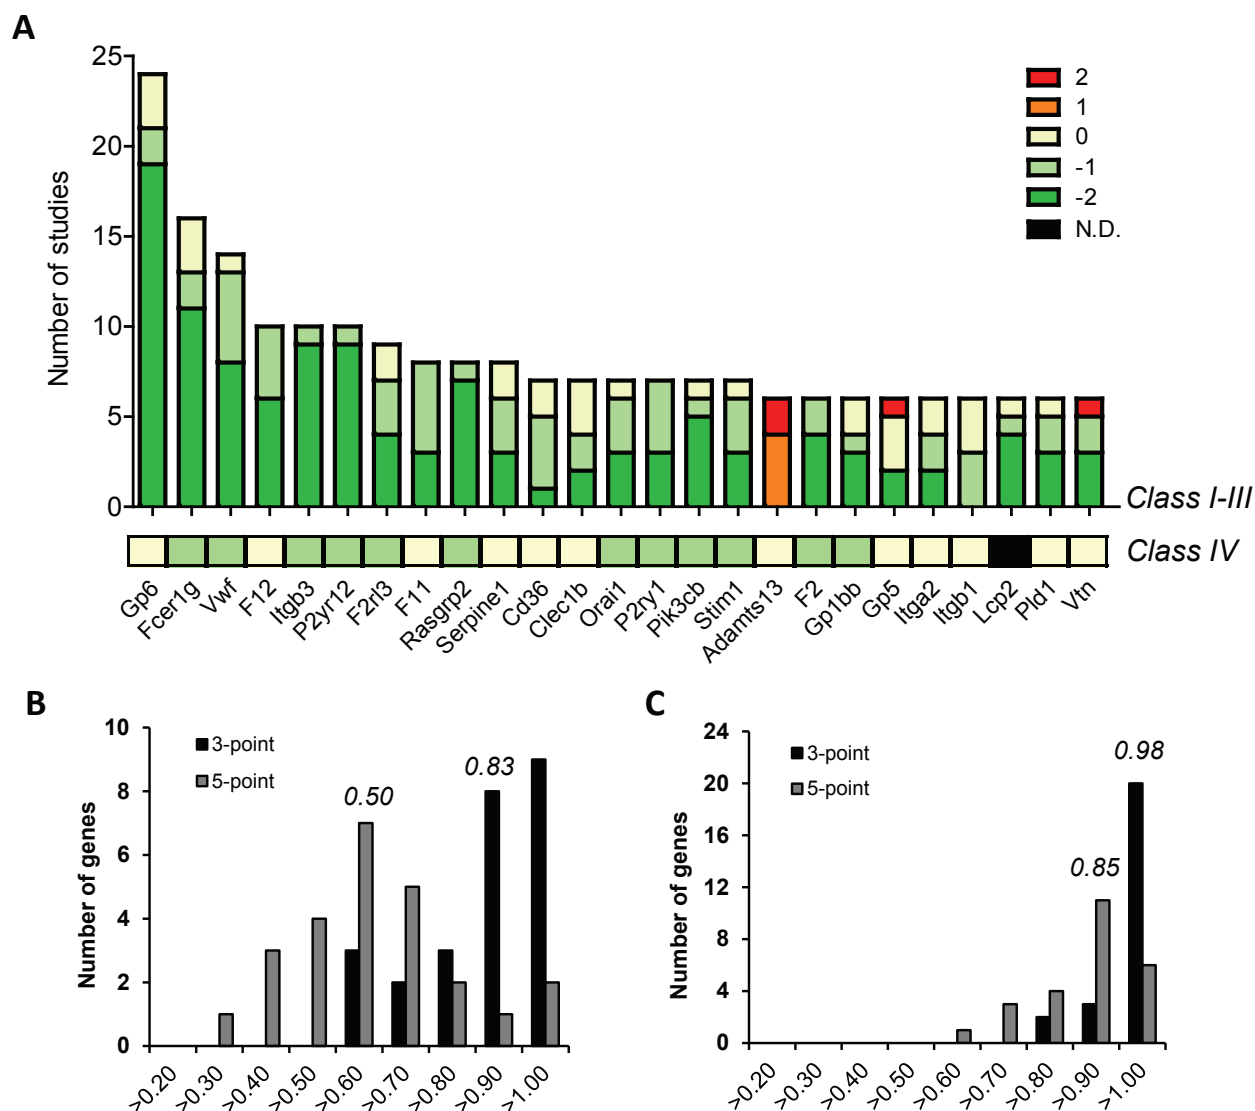 A
25
20
15
10
5
0
Number of studies
2
1
0
-1
-2
N.D.
Class I-III
Class IV
Gp6
Fcer1g
Vwf
F12
Itgb3
P2yr12
F2rl3
F11
Rasgrp2
Serpine1
Cd36
Clec1b
Orai1
P2ry1
Pik3cb
Stim1
Adamts13
F2
Gp1bb
Gp5
Itga2
Itgb1
Lcp2
Pld1
Vtn
B
10
8
6
4
2
0
Number of genes
3-point
5-point
0.50
0.83
>0.20
>0.30
>0.40
>0.50
>0.60
>0.70
>0.80
>0.90
>1.00
C
24
20
16
12
8
4
0
Number of genes
3-point
5-point
0.85
0.98
>0.20
>0.30
>0.40
>0.50
>0.60
>0.70
>0.80
>0.90
>1.00